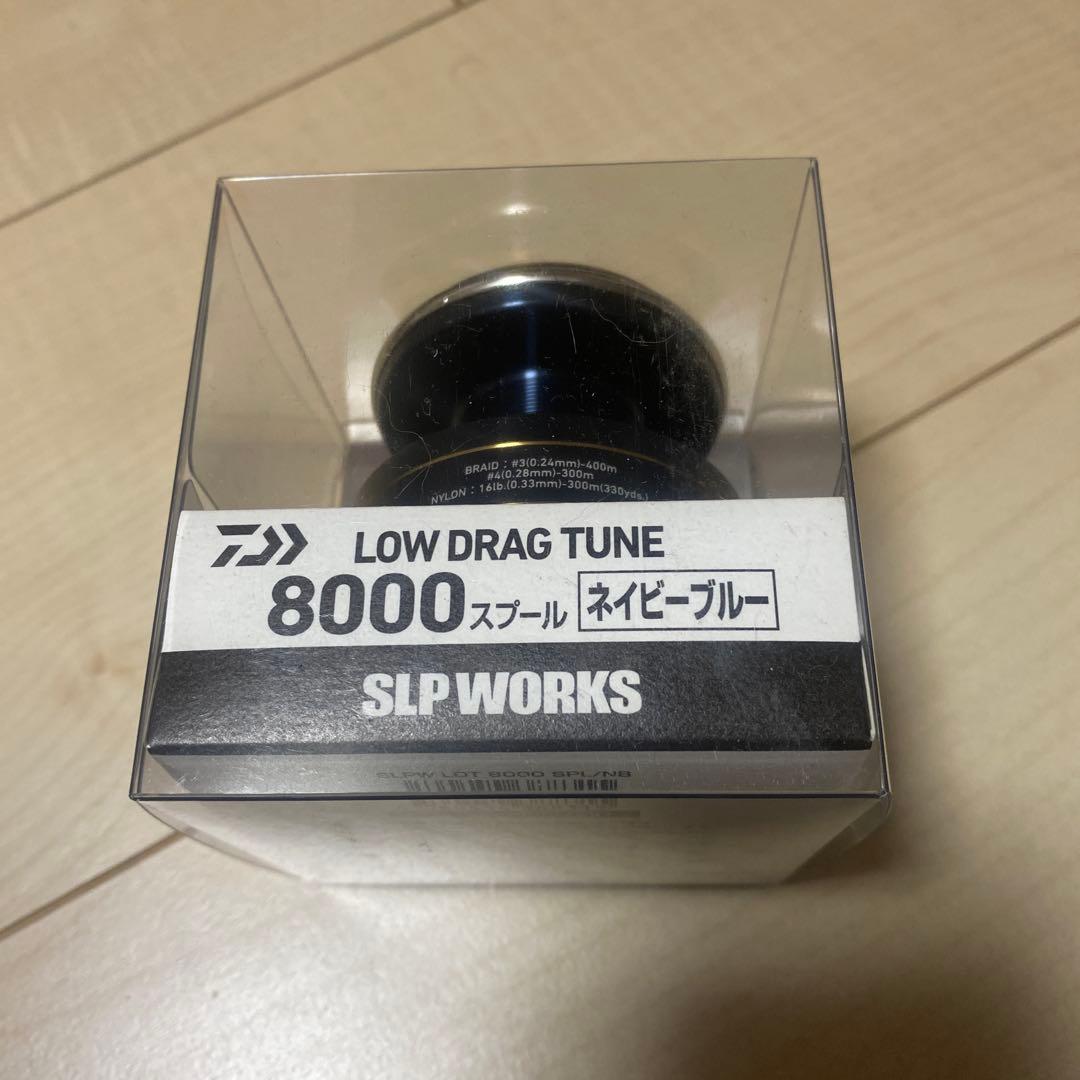 BRAID : #3(0.24mm)-400m
#4(0.28mm)-300m
NYLON : 16lb.(0.33mm)-300m(330yds.)
LOW DRAG TUNE
8000スプール ネイビーブルー
SLP WORKS
SLPW LDT 8000 SPL/NB